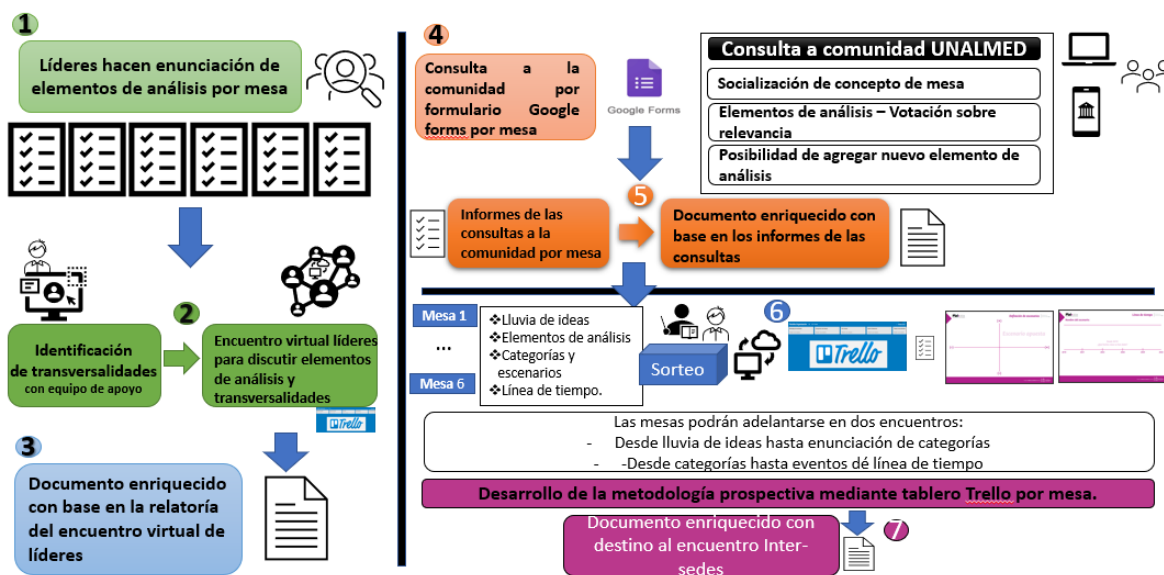 1
Líderes hacen enunciación de
elementos de análisis por mesa
2
Identificación
de transversalidades
con equipo de apoyo
Encuentro virtual líderes
para discutir elementos
de análisis y
transversalidades
Trello
3
Documento enriquecido
con base en la relatoría
del encuentro virtual de
líderes
4
Consulta a la
comunidad por
formulario Google
forms por mesa
Google Forms
Consulta a comunidad UNALMED
Socialización de concepto de mesa
Elementos de análisis – Votación sobre
relevancia
Posibilidad de agregar nuevo elemento de
análisis
5
Informes de las
consultas a la
comunidad por mesa
Documento enriquecido con
base en los informes de las
consultas
Mesa 1
...
Mesa 6
❖Lluvia de ideas
❖Elementos de análisis
❖Categorías y
escenarios
❖Línea de tiempo.
Sorteo
6
Trello
Las mesas podrán adelantarse en dos encuentros:
- Desde lluvia de ideas hasta enunciación de categorías
- -Desde categorías hasta eventos dé línea de tiempo
Desarrollo de la metodología prospectiva mediante tablero Trello por mesa.
7
Documento enriquecido con
destino al encuentro Inter-
sedes